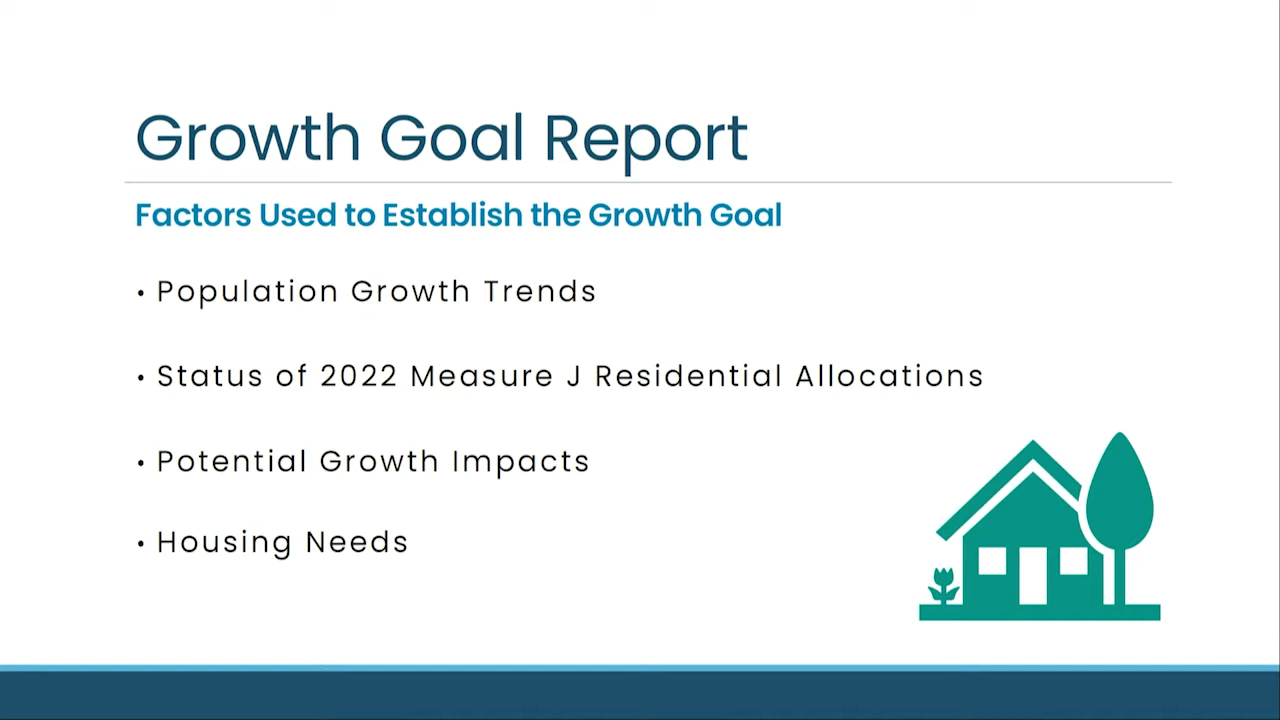 Growth Goal Report
Factors Used to Establish the Growth Goal
• Population Growth Trends
• Status of 2022 Measure J Residential Allocations
• Potential Growth Impacts
• Housing Needs